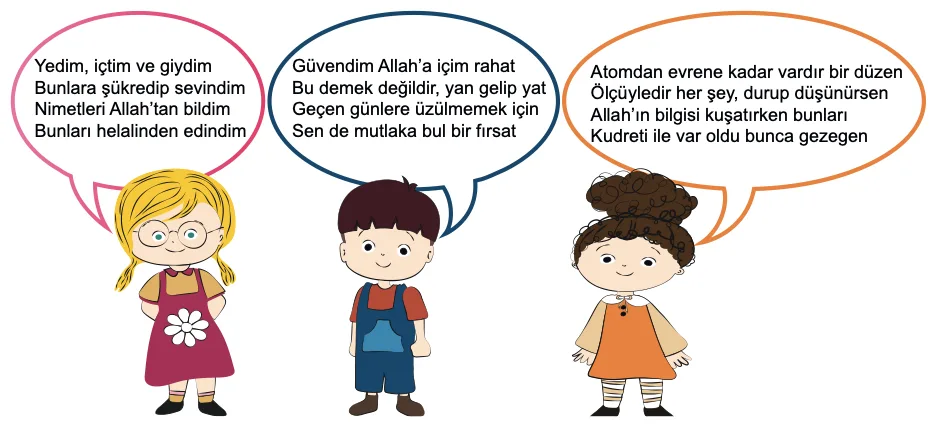 Yedim, içtim ve giydim
Bunlara şükredip sevindim
Nimetleri Allah’tan bildim
Bunları helalinden edindim
Güvendim Allah’a içim rahat
Bu demek değildir, yan gelip yat
Geçen günlere üzülmemek için
Sen de mutlaka bul bir fırsat
Atomdan evrene kadar vardır bir düzen
Ölçüyledir her şey, durup düşünürsen
Allah’ın bilgisi kuşatırken bunları
Kudreti ile var oldu bunca gezegen